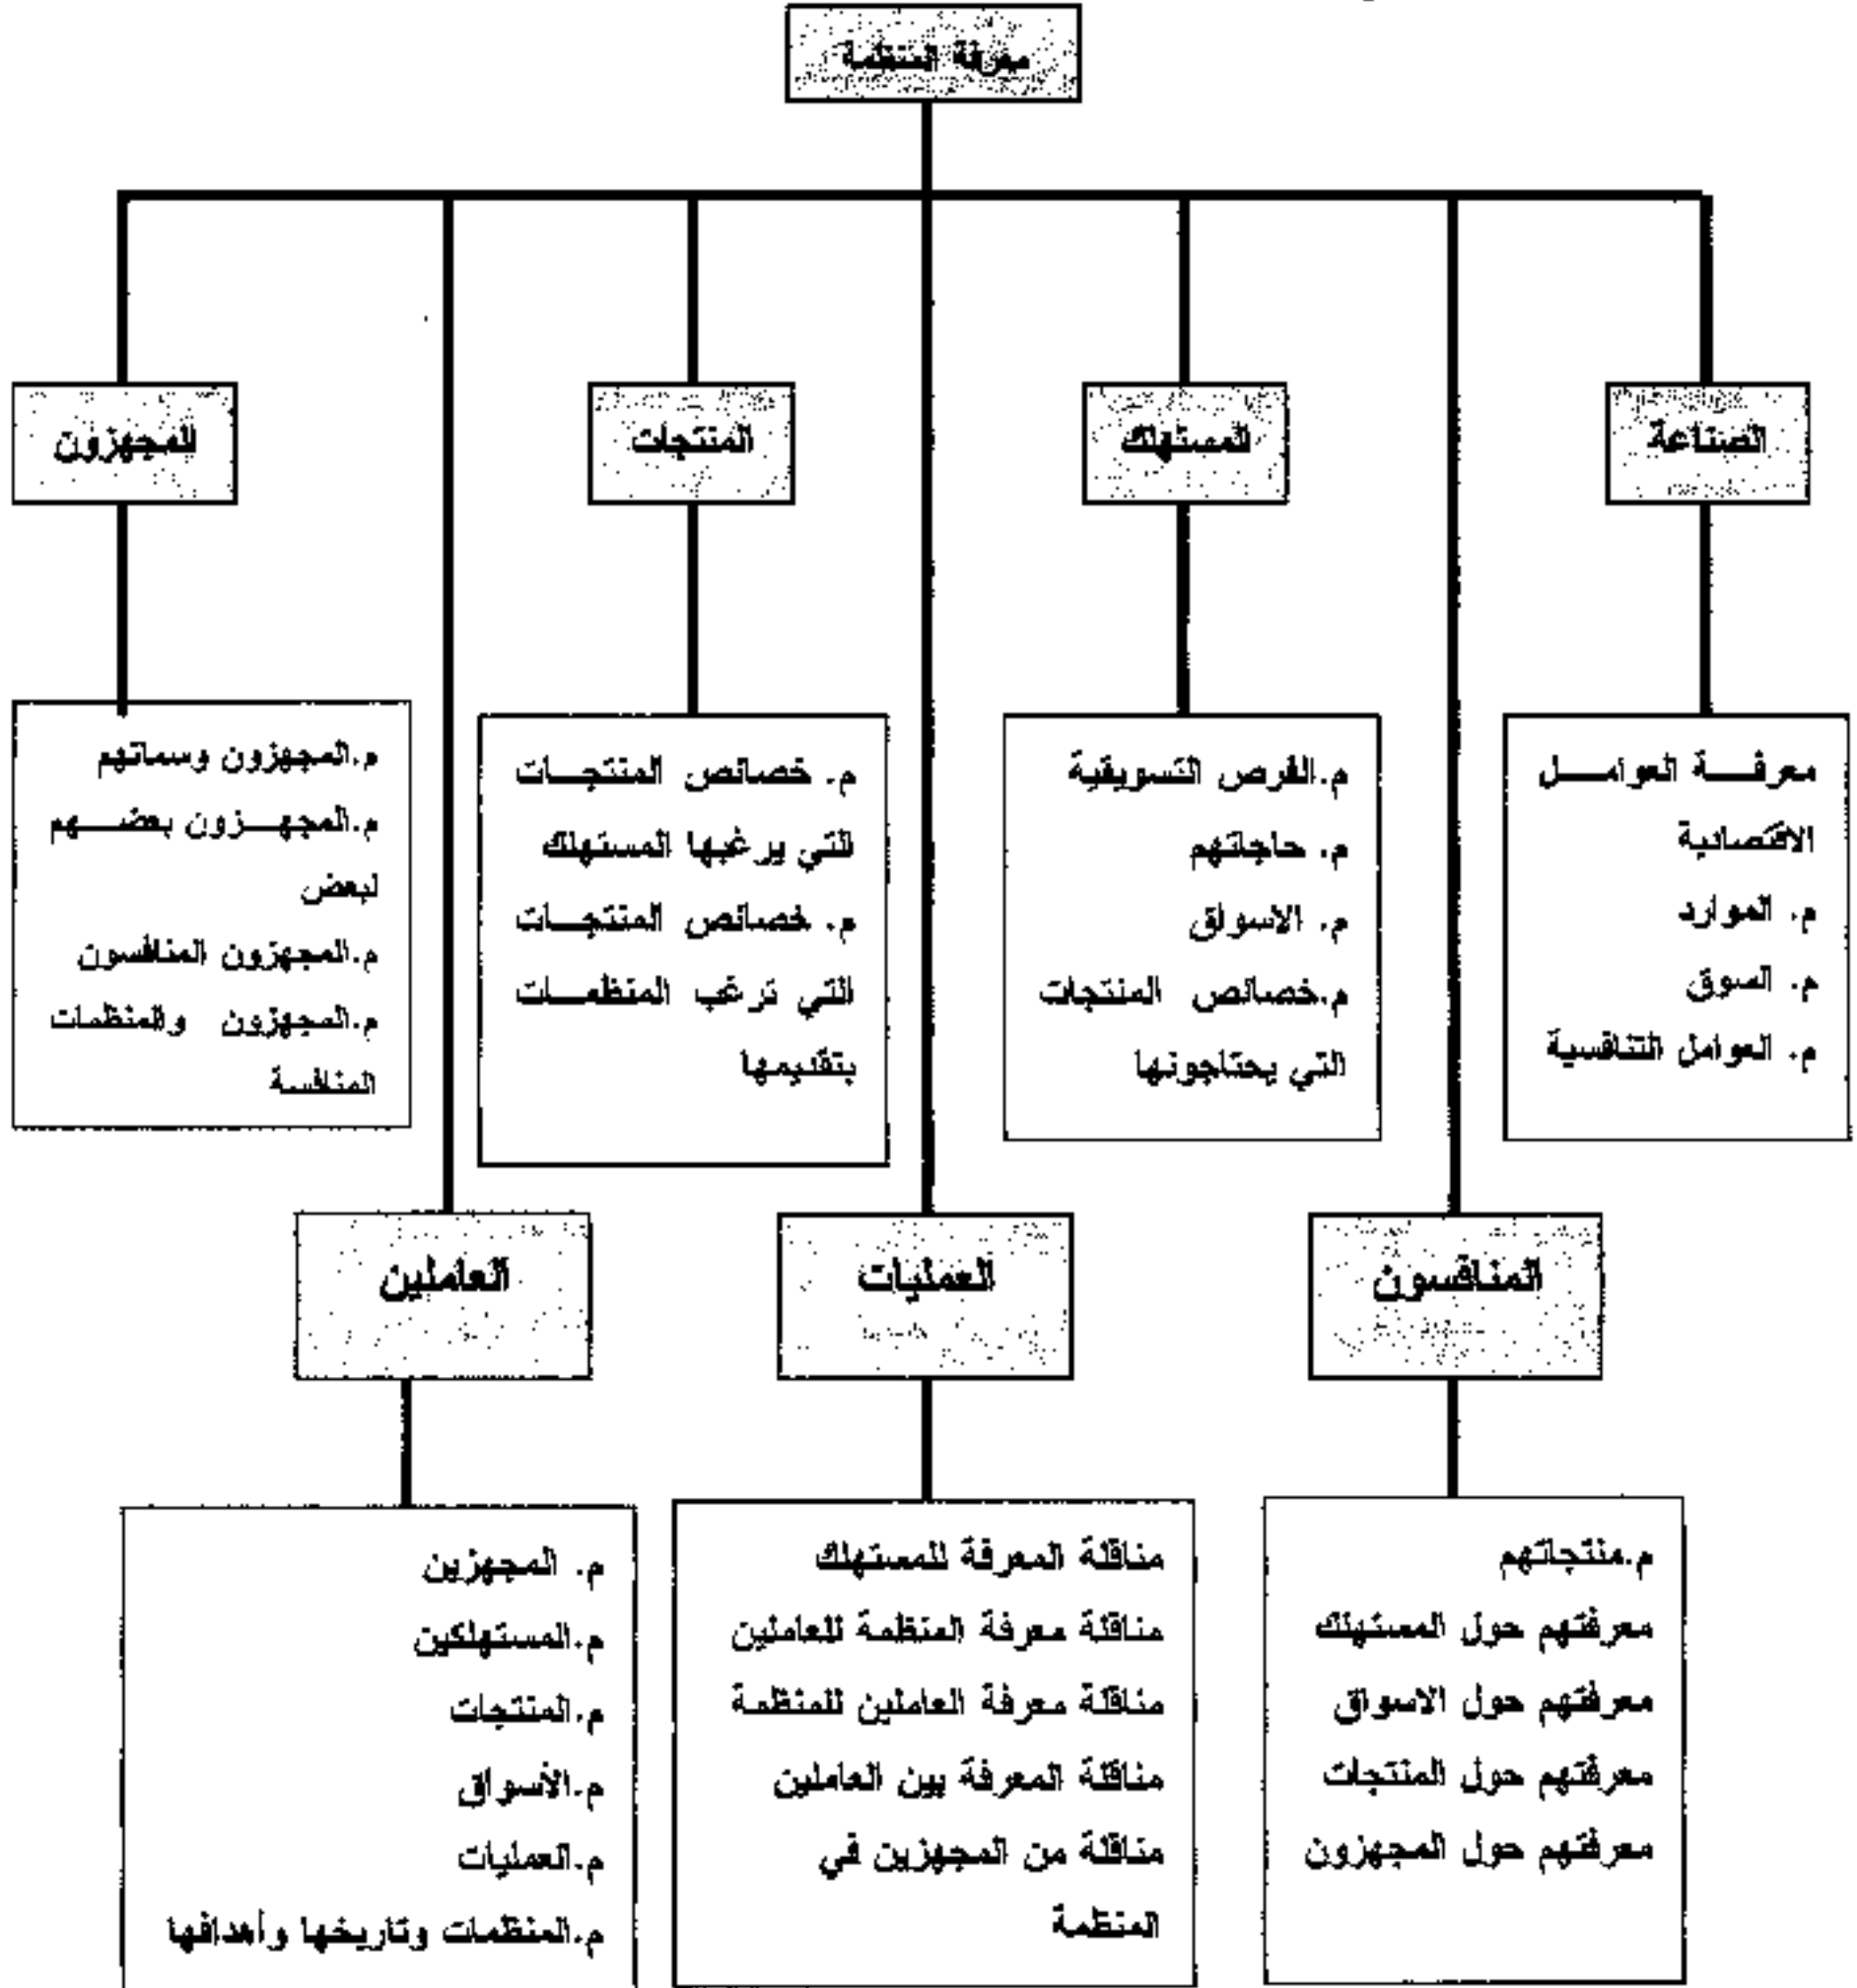 معرفة المنظمة
الصناعة
المستهلك
المنتجات
المجهزون
معرفة العوامل
الاقتصادية
م. الموارد
م. السوق
م. العوامل التنافسية
م.الفرص التسويقية
م. حاجاتهم
م. الاسواق
م.خصائص المنتجات
التي يحتاجونها
م. خصائص المنتجات
التي يرغبها المستهلك
م. خصائص المنتجات
التي ترغب المنظمات
بتقديمها
م.المجهزون وسماتهم
م.المجهزون بعضهم
لبعض
م.المجهزون المنافسون
م.المجهزون والمنظمات
المنافسة
المنافسون
العمليات
العاملين
م.منتجاتهم
معرفتهم حول المستهلك
معرفتهم حول الاسواق
معرفتهم حول المنتجات
معرفتهم حول المجهزون
مناقلة المعرفة للمستهلك
مناقلة معرفة المنظمة للعاملين
مناقلة معرفة العاملين للمنظمة
مناقلة المعرفة بين العاملين
مناقلة من المجهزين في
المنظمة
م. المجهزين
م.المستهلكين
م.المنتجات
م.الأسواق
م.العمليات
م.المنظمات وتاريخها وأهدافها